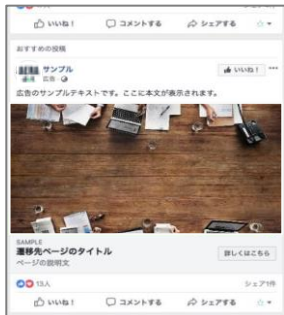 いいね！ コメントする シェアする
おすすめの投稿
サンプル いいね！
広告
広告のサンプルテキストです。ここに本文が表示されます。
SAMPLE
遷移先ページのタイトル
ページの説明文 詳しくはこちら
13人 シェア1件
いいね！ コメントする シェアする